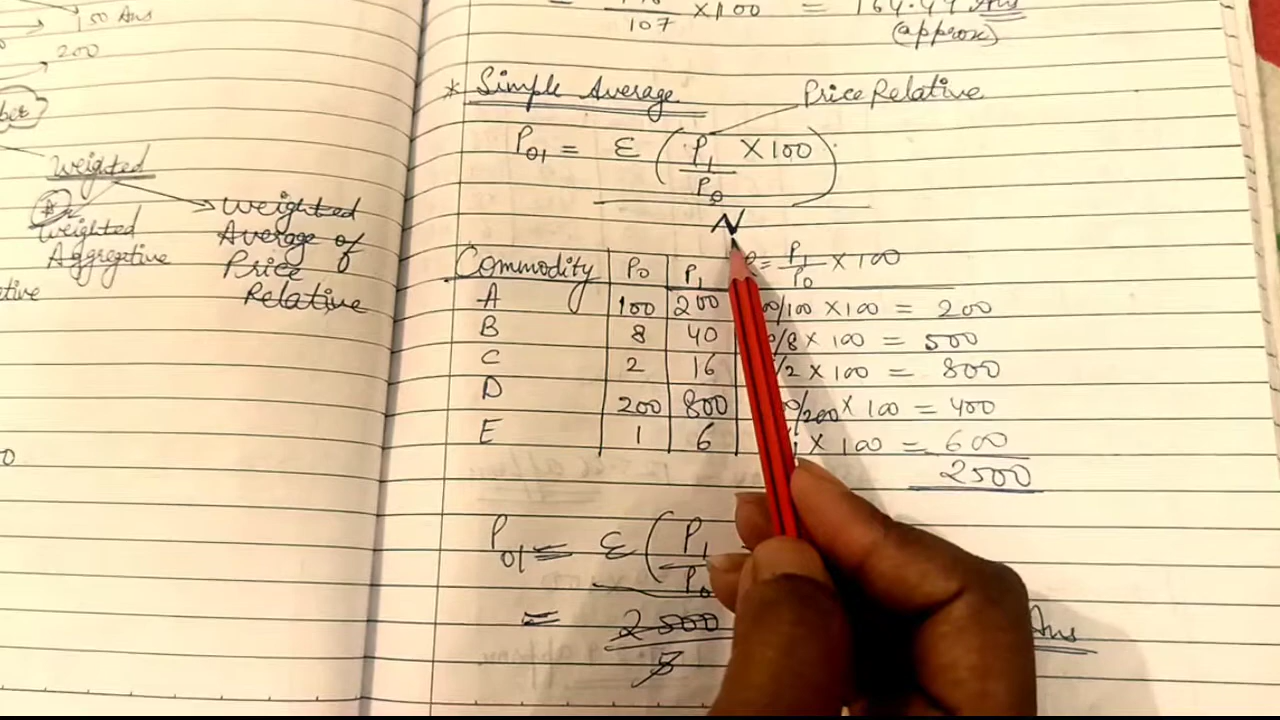 150 Ans
200
Weighted
Weighted
Aggregative
Weighted
Average of
Price
Relative
107 ×100 = 164.49 Ans
(approx)
* Simple Average
Price Relative
P01 = Σ (P1/P0 ×100)
N
Commodity P0 P1 = P1/P0 × 100
A 100 200 /100 ×100 = 200
B 8 40 /8 × 100 = 500
C 2 16 /2 × 100 = 800
D 200 800 /200 × 100 = 400
E 1 6 × 100 = 600
2500
P01 = Σ (P1/P0
= 2500/5
Ans